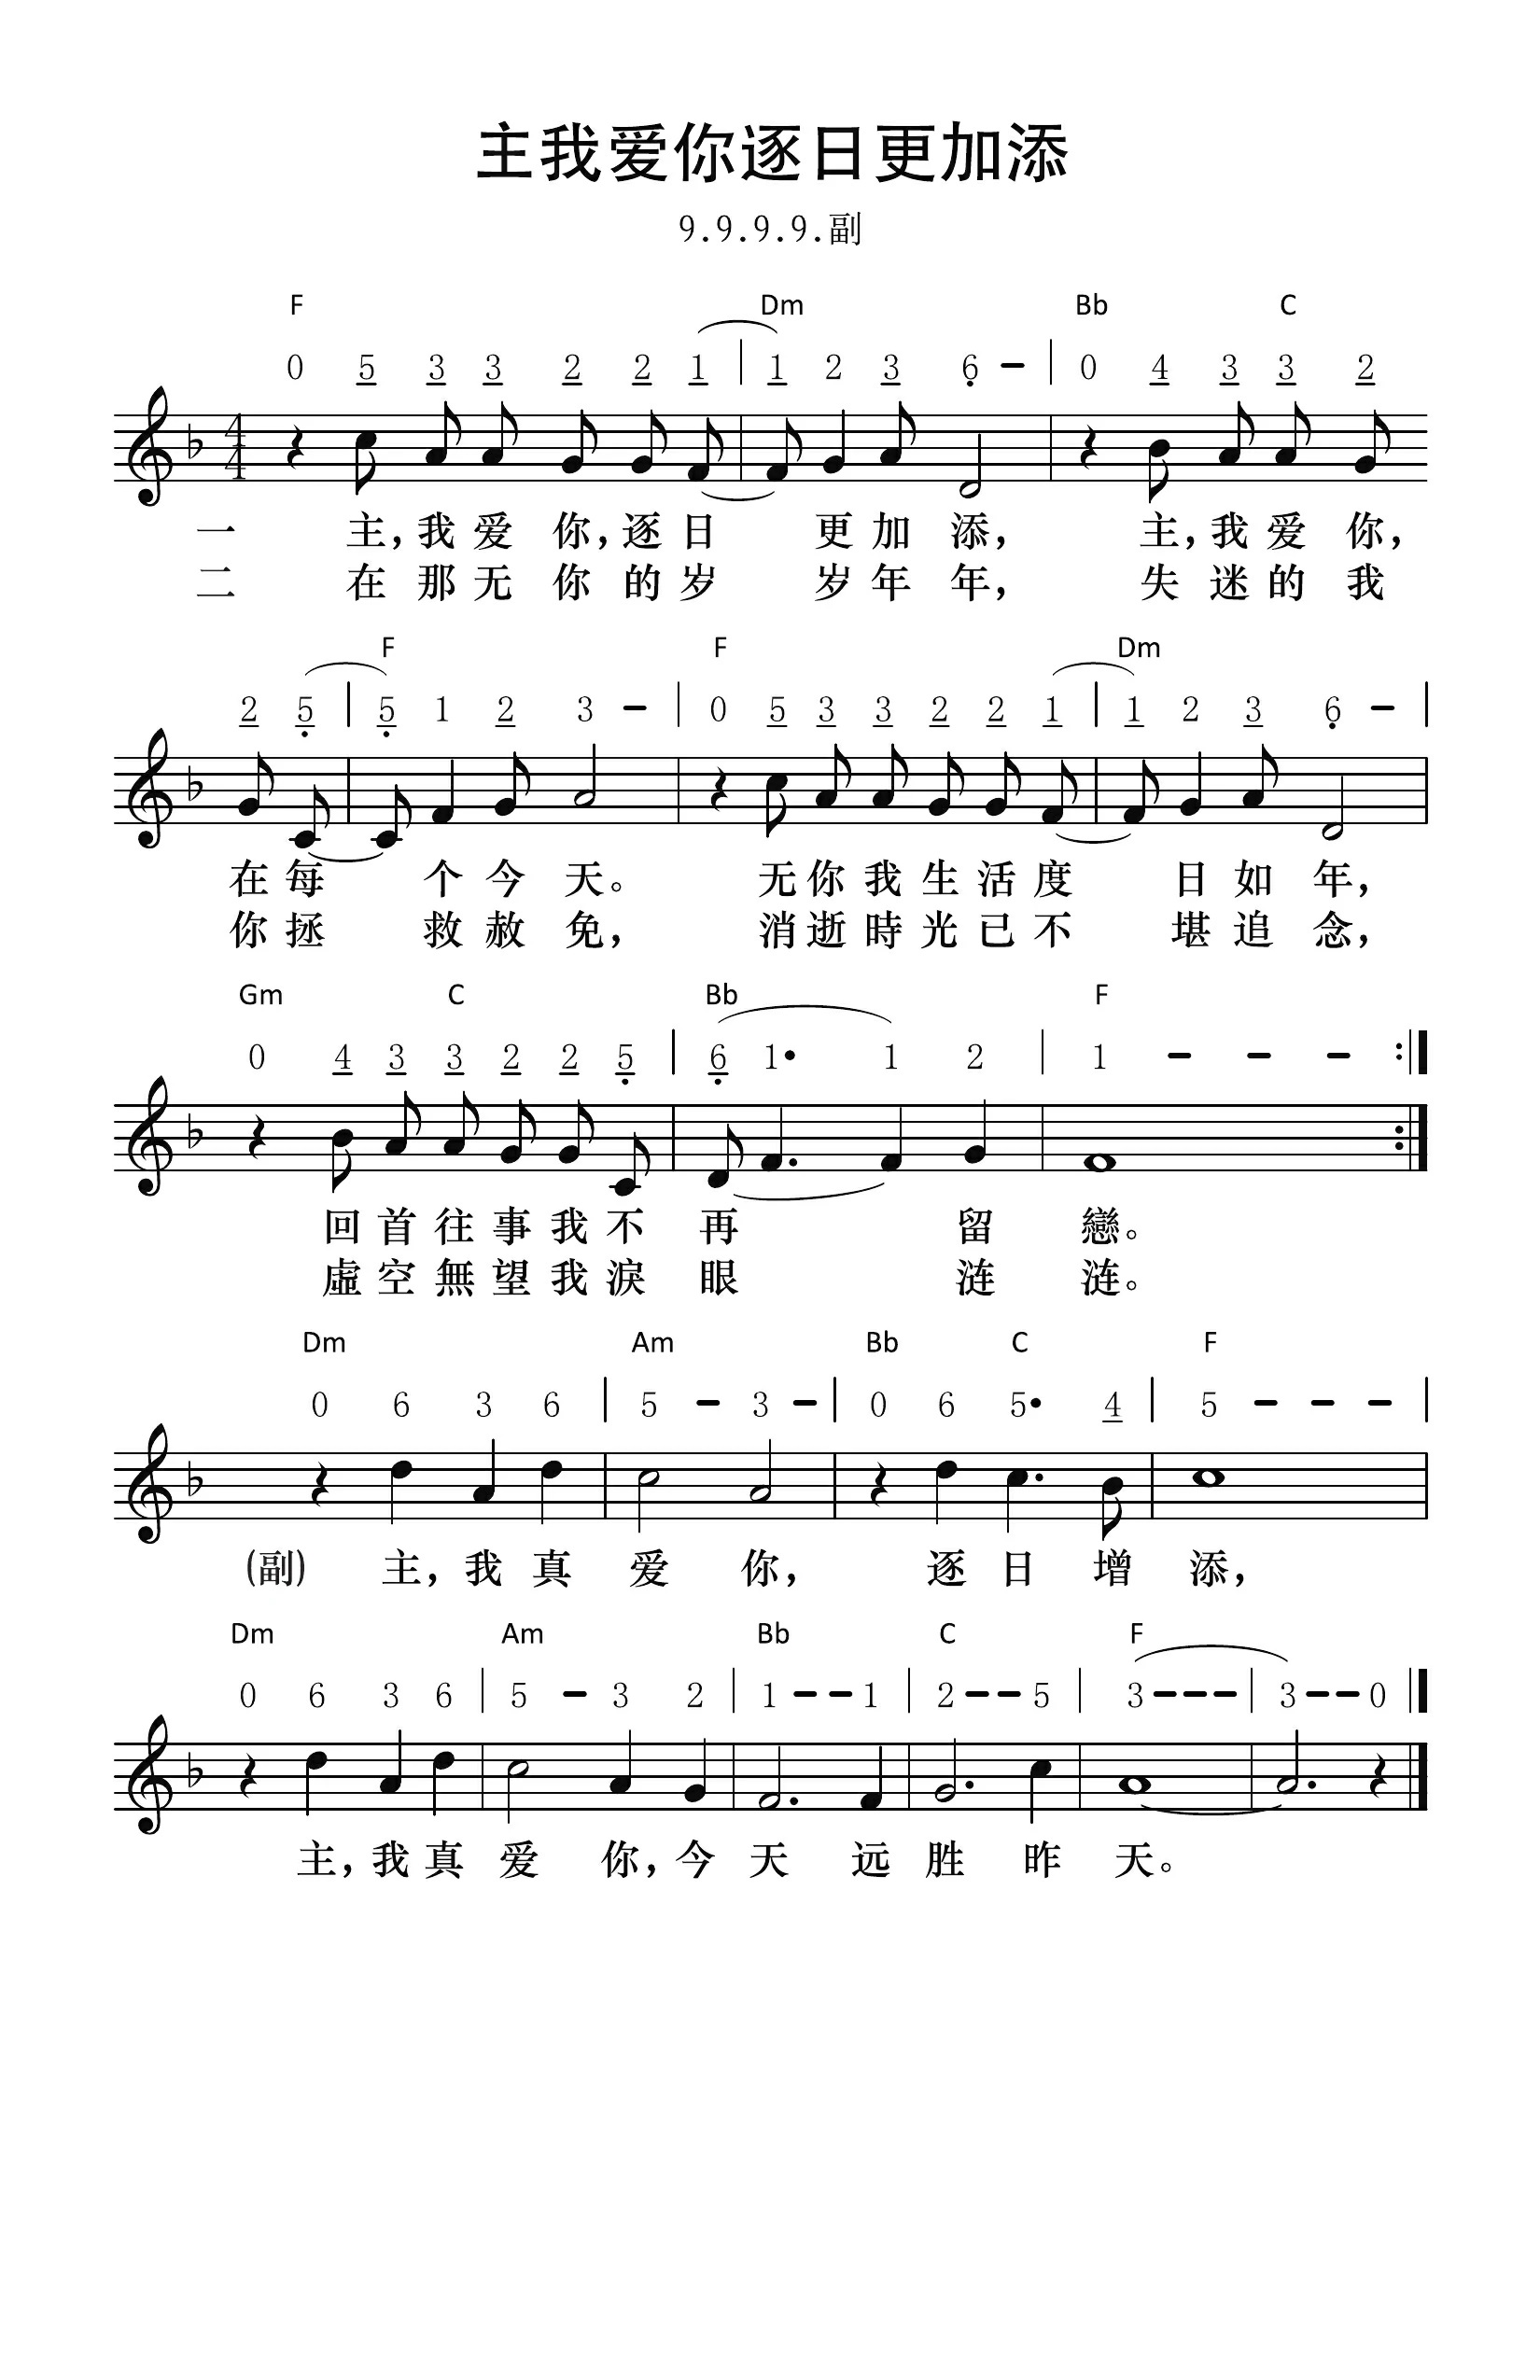 主我爱你逐日更加添
9.9.9.9.副
F Dm Bb C
0 5 3 3 2 2 1 | 1 2 3 6 - | 0 4 3 3 2
4
4
一 主，我 爱 你，逐 日 更 加 添， 主，我 爱 你，
二 在 那 无 你 的 岁 岁 年 年， 失 迷 的 我
F F Dm
2 5 | 5 1 2 3 - | 0 5 3 3 2 2 1 | 1 2 3 6 - |
在 每 个 今 天。 无 你 我 生 活 度 日 如 年，
你 拯 救 赦 免， 消 逝 時 光 已 不 堪 追 念，
Gm C Bb F
0 4 3 3 2 2 5 | 6 1• 1 2 | 1 - - - :|
回 首 往 事 我 不 再 留 戀。
虛 空 無 望 我 淚 眼 涟 涟。
Dm Am Bb C F
0 6 3 6 | 5 - 3 - | 0 6 5• 4 | 5 - - - |
(副) 主，我 真 爱 你， 逐 日 增 添，
Dm Am Bb C F
0 6 3 6 | 5 - 3 2 | 1 - - 1 | 2 - - 5 | 3 - - - | 3 - - 0 |
主，我 真 爱 你，今 天 远 胜 昨 天。